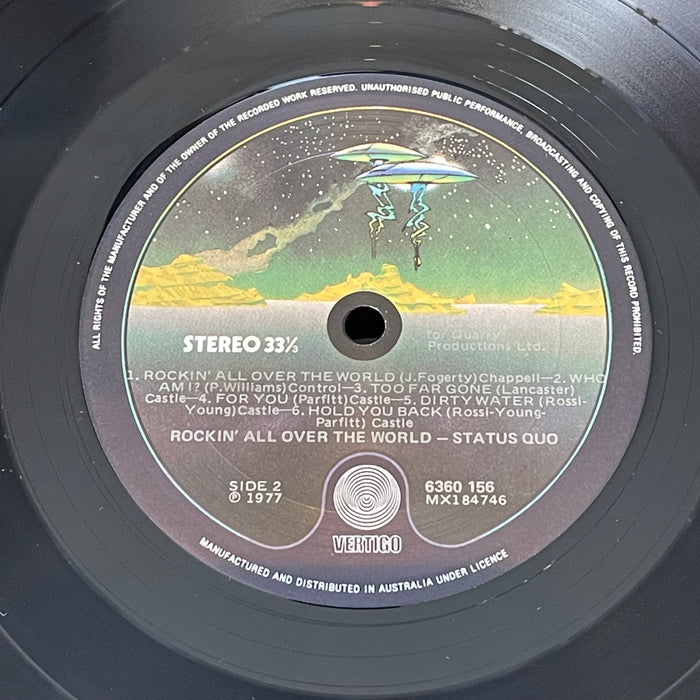 ALL RIGHTS OF THE MANUFACTURER AND OF THE OWNER OF THE RECORDED WORK RESERVED. UNAUTHORISED PUBLIC PERFORMANCE, BROADCASTING AND COPYING OF THIS RECORD PROHIBITED.
STEREO 33⅓
for Quarry
Productions Ltd.
1. ROCKIN' ALL OVER THE WORLD (J.Fogerty)Chappell—2. WHO
AM I? (P.Williams)Control—3. TOO FAR GONE (Lancaster)
Castle—4. FOR YOU (Parfitt)Castle—5. DIRTY WATER (Rossi-
Young)Castle—6. HOLD YOU BACK (Rossi-Young-
Parfitt) Castle
ROCKIN' ALL OVER THE WORLD — STATUS QUO
SIDE 2
℗ 1977
6360 156
MX184746
VERTIGO
MANUFACTURED AND DISTRIBUTED IN AUSTRALIA UNDER LICENCE